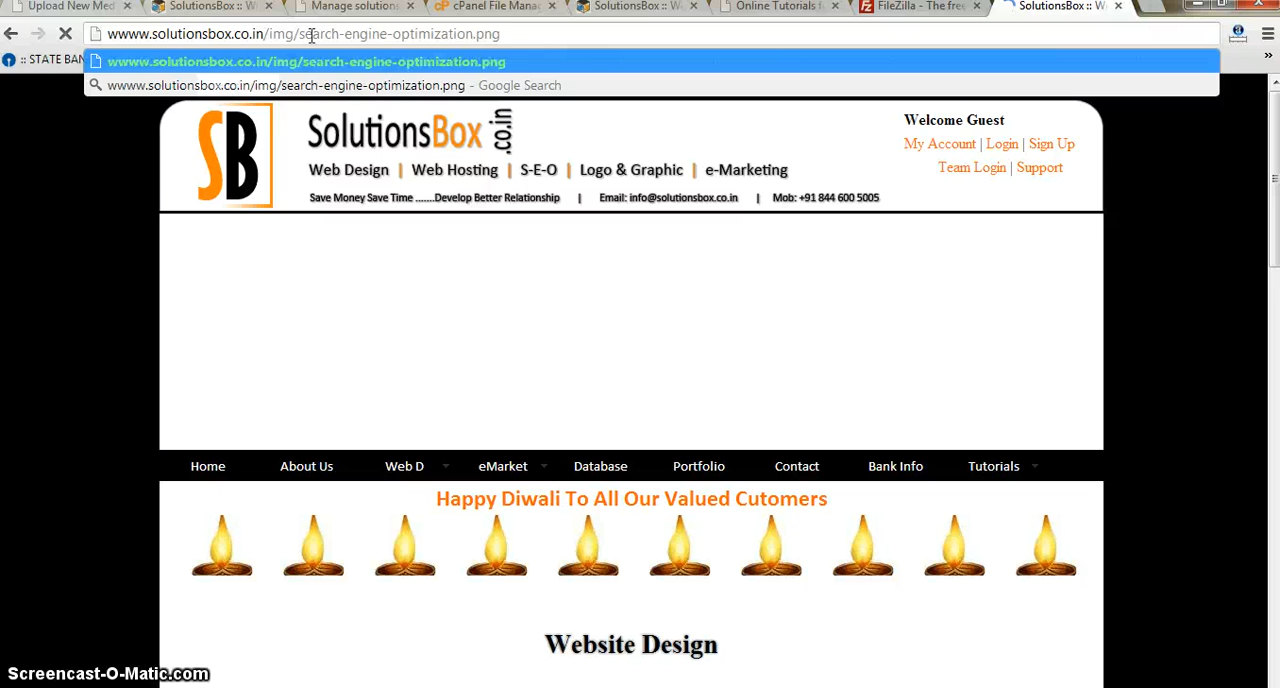 Upload New Med × SolutionsBox :: W × Manage solution × cPanel File Mana × SolutionsBox :: W × Online Tutorials f × FileZilla - The free × SolutionsBox :: W ×
wwww.solutionsbox.co.in/img/search-engine-optimization.png
:: STATE BAN
wwww.solutionsbox.co.in/img/search-engine-optimization.png
wwww.solutionsbox.co.in/img/search-engine-optimization.png - Google Search
SB SolutionsBox .co.in
Web Design | Web Hosting | S-E-O | Logo & Graphic | e-Marketing
Save Money Save Time .......Develop Better Relationship | Email: info@solutionsbox.co.in | Mob: +91 844 600 5005
Welcome Guest
My Account | Login | Sign Up
Team Login | Support
Home About Us Web D eMarket Database Portfolio Contact Bank Info Tutorials
Happy Diwali To All Our Valued Cutomers
Website Design
Screencast-O-Matic.com